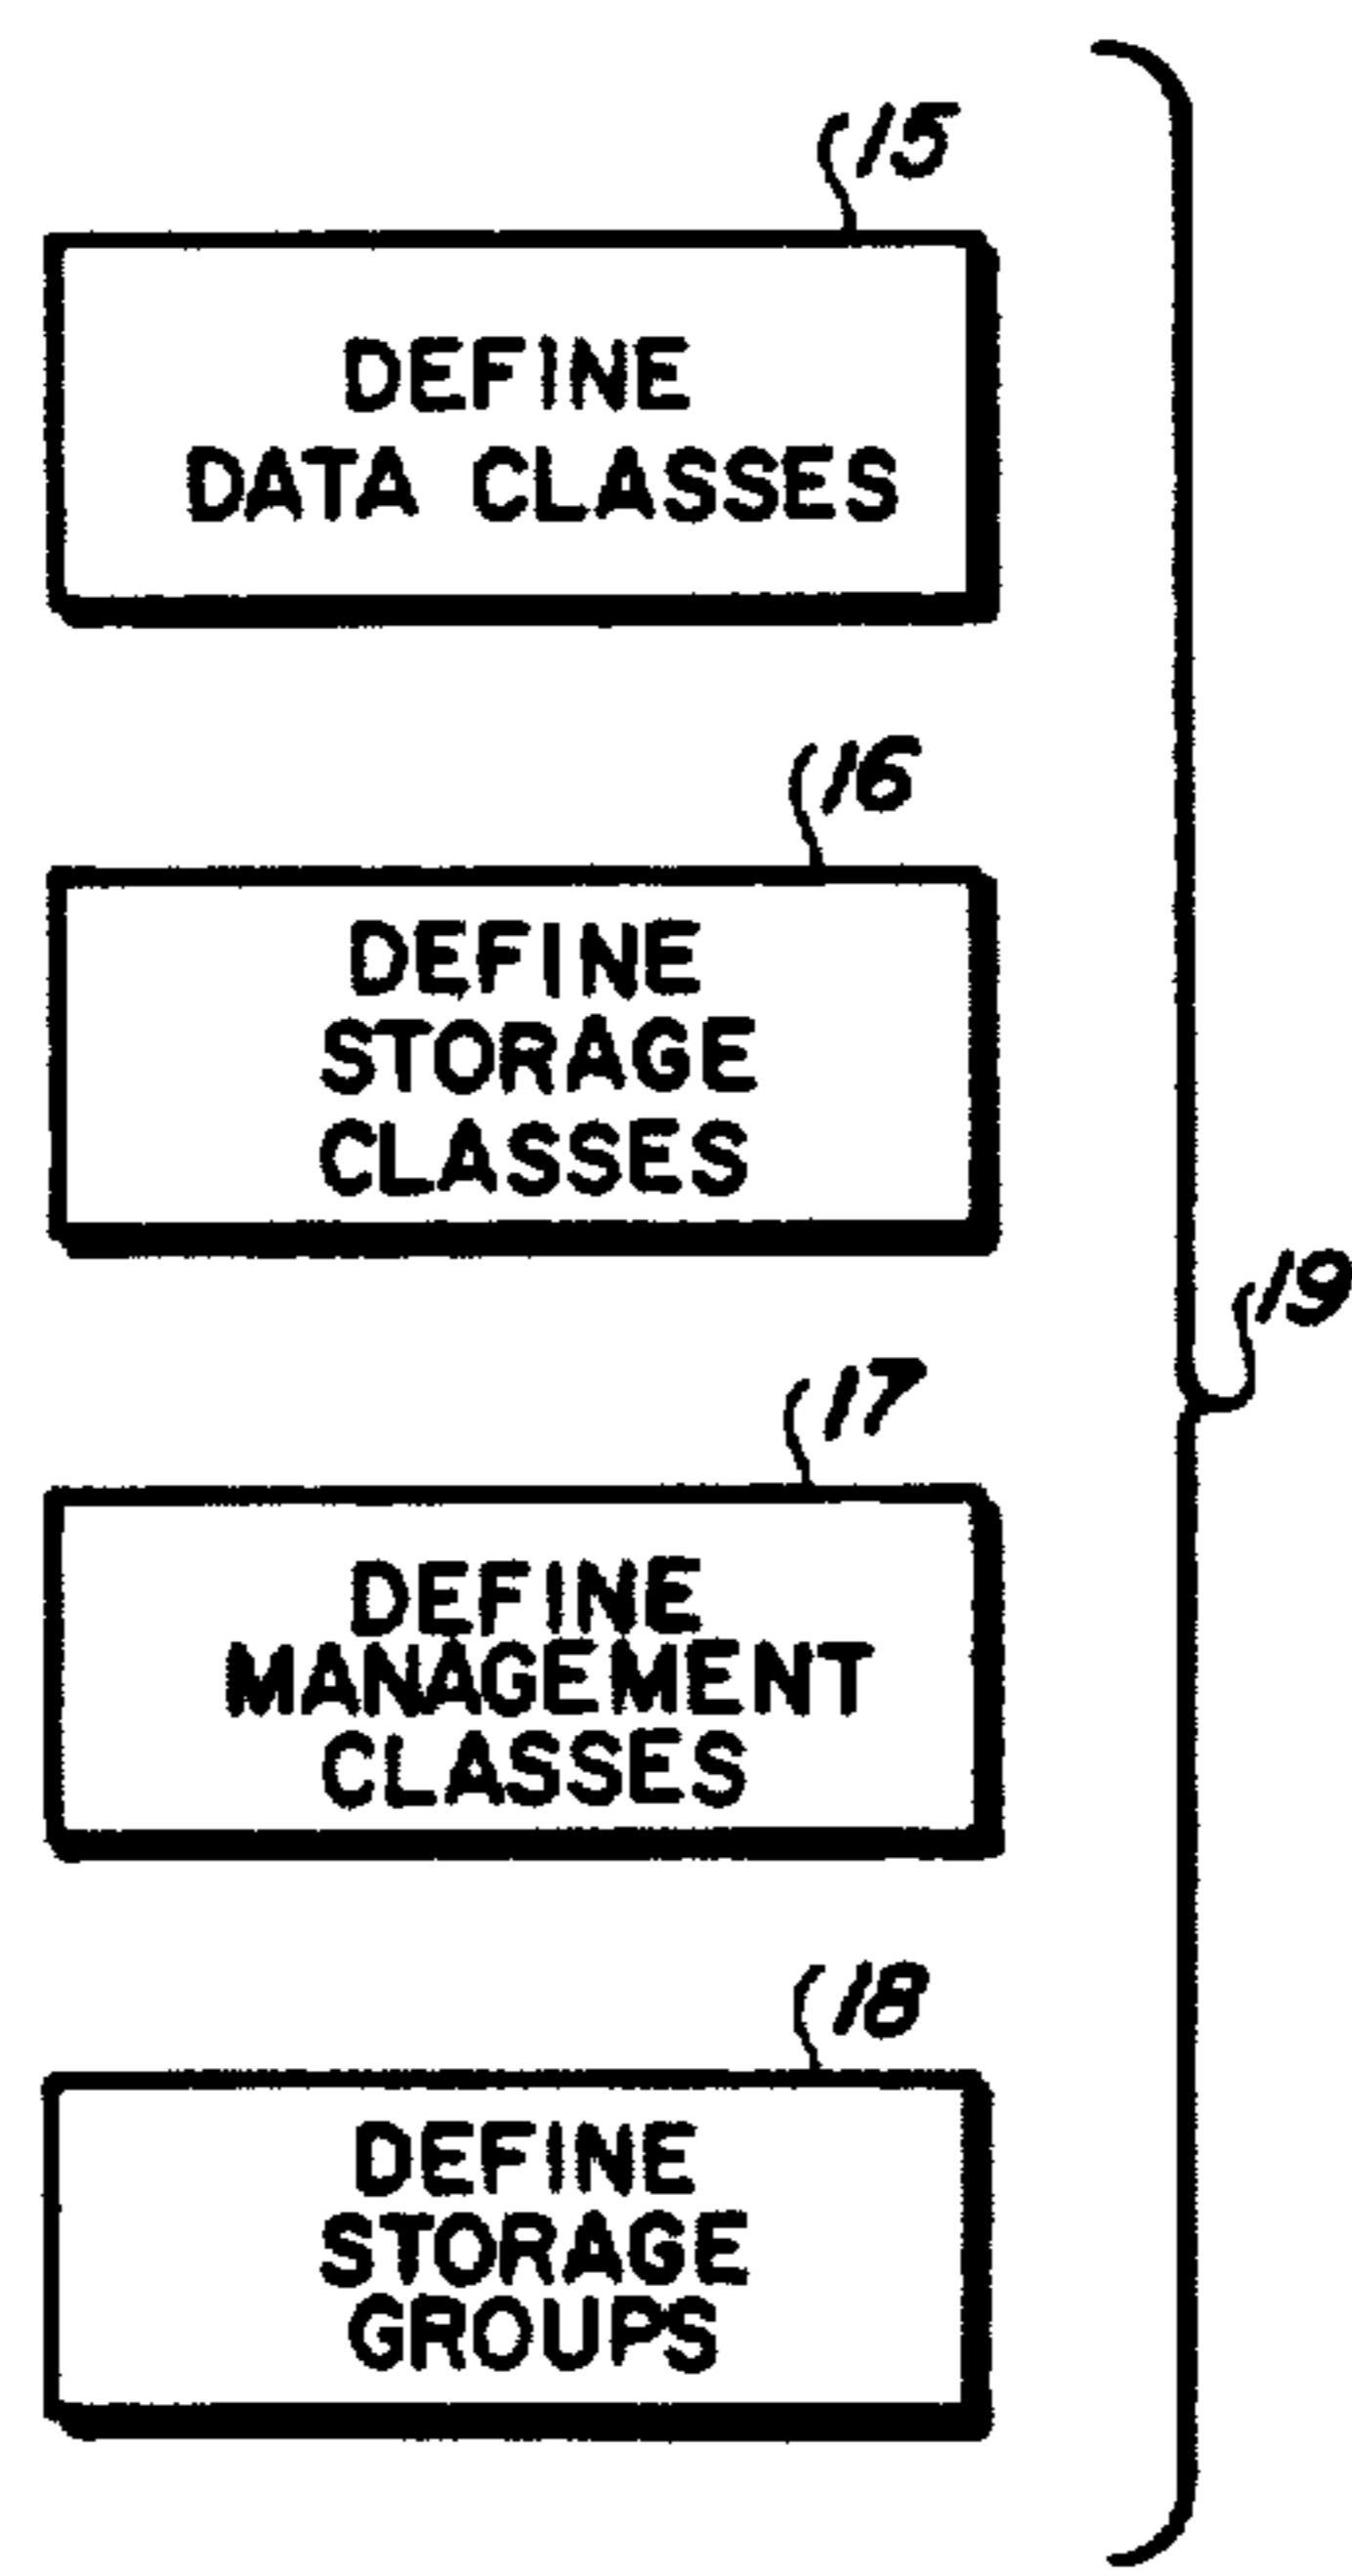 15
DEFINE
DATA CLASSES
16
DEFINE
STORAGE
CLASSES
19
17
DEFINE
MANAGEMENT
CLASSES
18
DEFINE
STORAGE
GROUPS